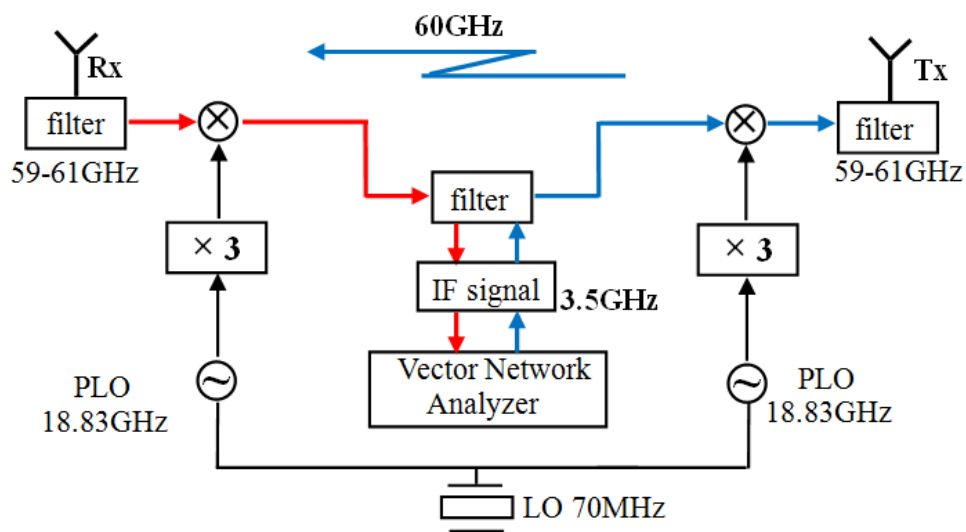 60GHz
Rx
Tx
filter
59-61GHz
filter
filter
59-61GHz
× 3
× 3
IF signal
3.5GHz
PLO
18.83GHz
Vector Network
Analyzer
PLO
18.83GHz
LO 70MHz